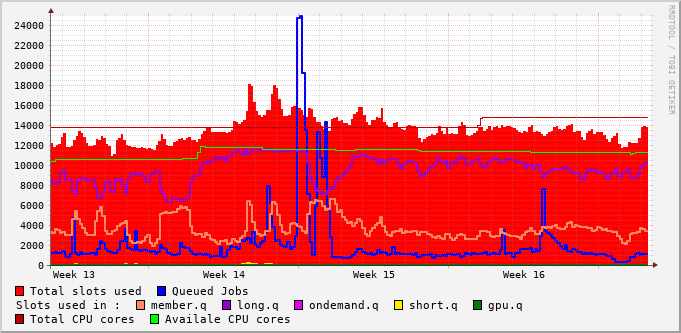 24000
22000
20000
18000
16000
14000
12000
10000
8000
6000
4000
2000
0
Week 13 Week 14 Week 15 Week 16
Total slots used Queued Jobs
Slots used in : member.q long.q ondemand.q short.q gpu.q
Total CPU cores Availale CPU cores
RRDTOOL / TOBI OETIKER